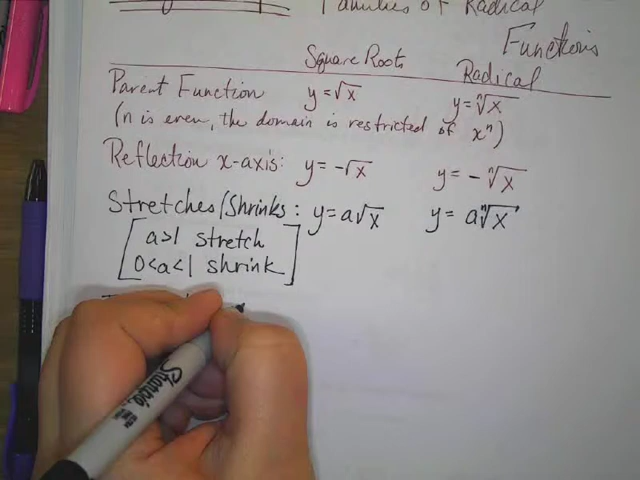 Families of Radical
Functions
Square Roots Radical
Parent Function y = √x y = ⁿ√x
(n is even, the domain is restricted of xⁿ)
Reflection x-axis: y = -√x y = -ⁿ√x
Stretches/Shrinks: y = a√x y = aⁿ√x
[a>1 stretch
0<a<1 shrink]
Sharpie